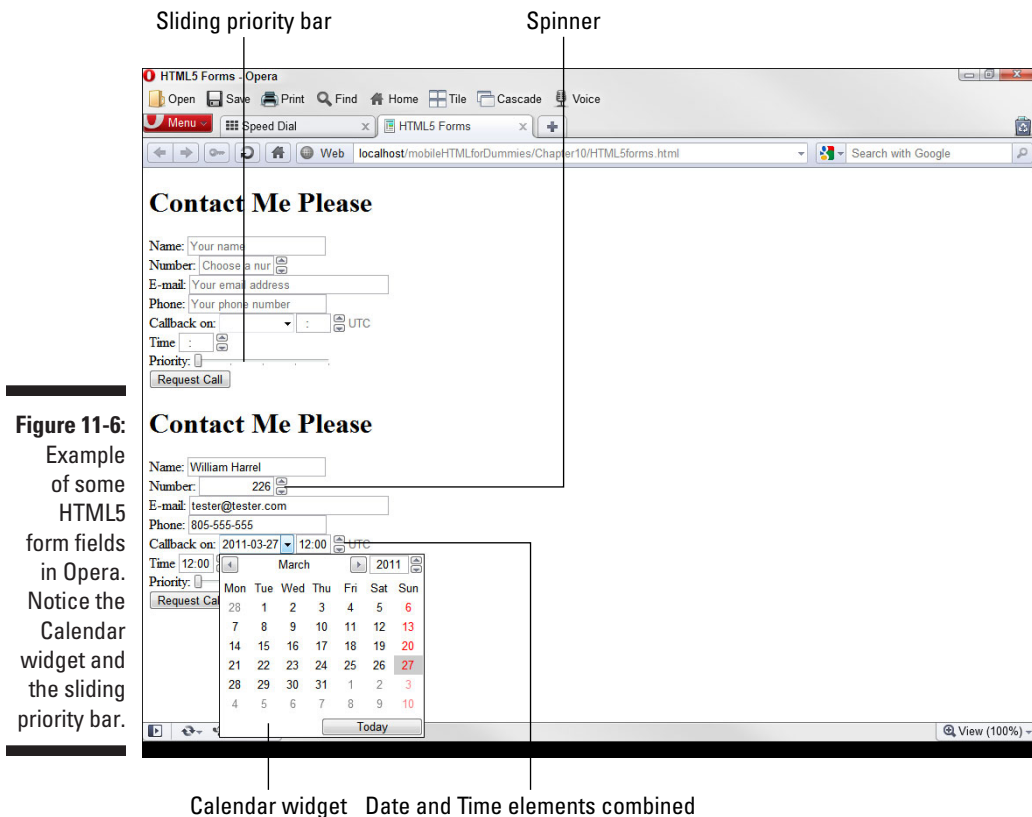 Sliding priority bar
Spinner
HTML5 Forms - Opera
Open Save Print Find Home Tile Cascade Voice
Menu Speed Dial x HTML5 Forms x
Web localhost/mobileHTMLforDummies/Chapter10/HTML5forms.html Search with Google
Contact Me Please
Name: Your name
Number: Choose a nur
E-mail: Your email address
Phone: Your phone number
Callback on: : UTC
Time :
Priority:
Request Call
Contact Me Please
Name: William Harrel
Number: 226
E-mail: tester@tester.com
Phone: 805-555-555
Callback on: 2011-03-27 12:00 UTC
Time 12:00
Priority:
Request Cal
March 2011
Mon Tue Wed Thu Fri Sat Sun
28 1 2 3 4 5 6
7 8 9 10 11 12 13
14 15 16 17 18 19 20
21 22 23 24 25 26 27
28 29 30 31 1 2 3
4 5 6 7 8 9 10
Today
View (100%)
Figure 11-6:
Example
of some
HTML5
form fields
in Opera.
Notice the
Calendar
widget and
the sliding
priority bar.
Calendar widget
Date and Time elements combined